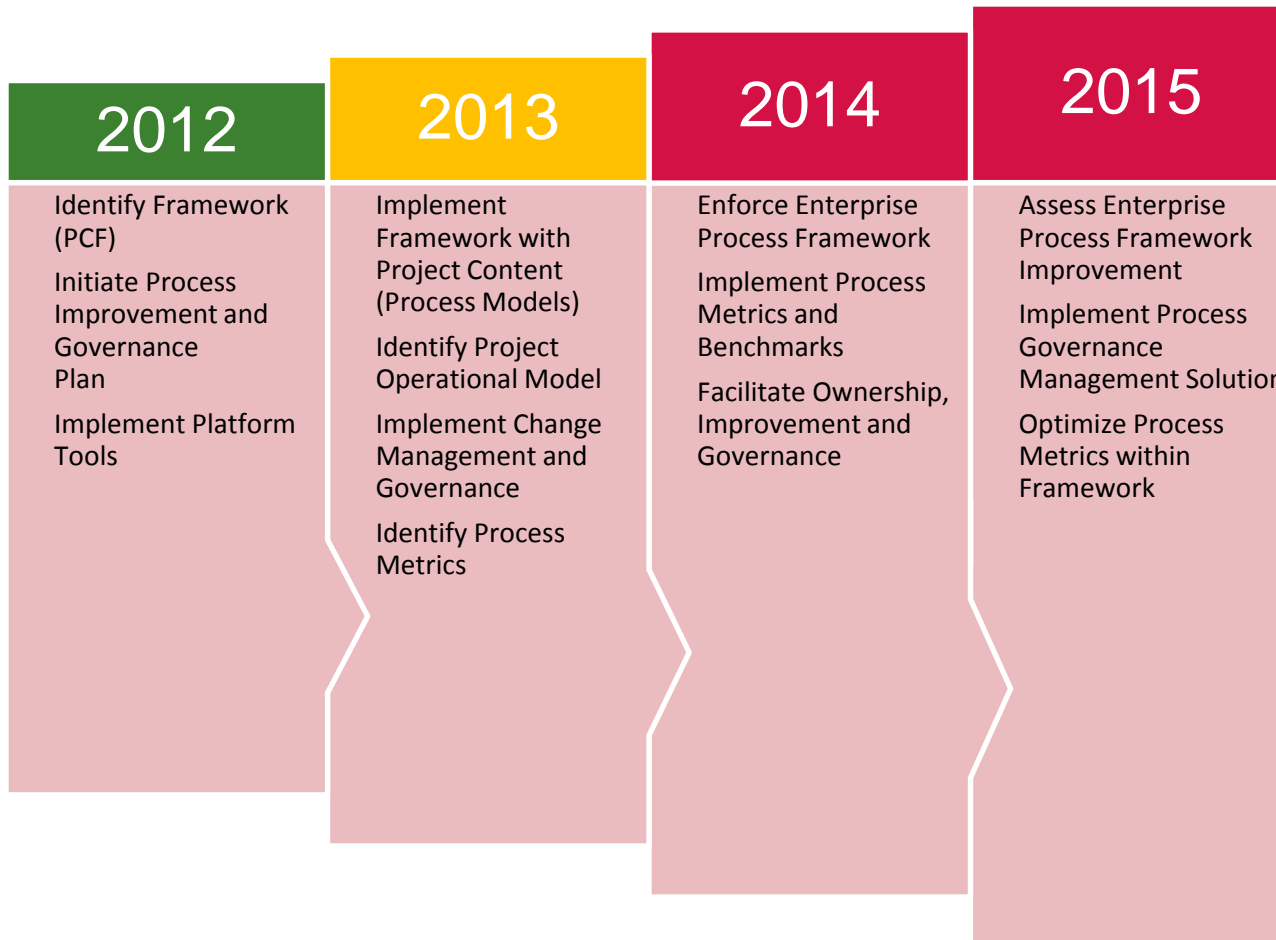 2012
Identify Framework
(PCF)
Initiate Process
Improvement and
Governance
Plan
Implement Platform
Tools
2013
Implement
Framework with
Project Content
(Process Models)
Identify Project
Operational Model
Implement Change
Management and
Governance
Identify Process
Metrics
2014
Enforce Enterprise
Process Framework
Implement Process
Metrics and
Benchmarks
Facilitate Ownership,
Improvement and
Governance
2015
Assess Enterprise
Process Framework
Improvement
Implement Process
Governance
Management Solution
Optimize Process
Metrics within
Framework